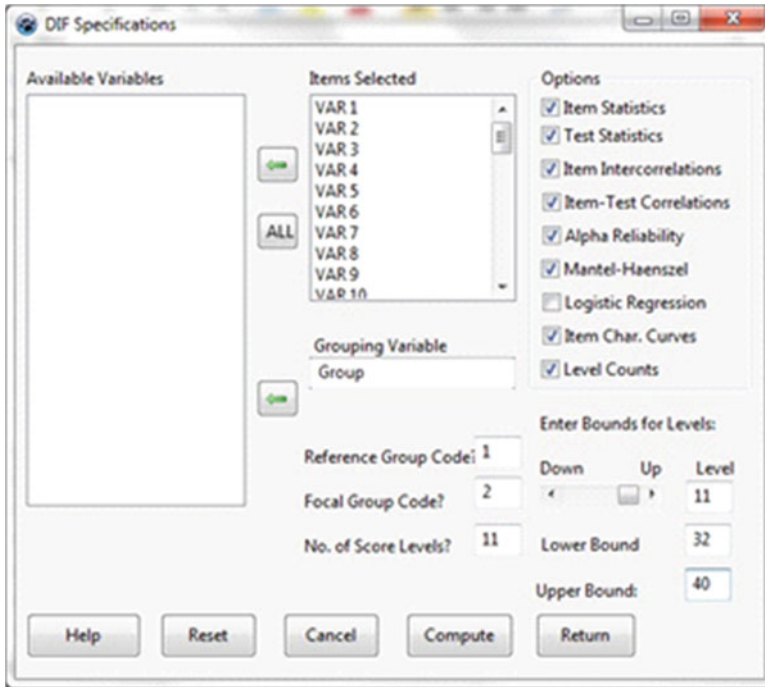 DIF Specifications
Available Variables
Items Selected
VAR 1
VAR 2
VAR 3
VAR 4
VAR 5
VAR 6
VAR 7
VAR 8
VAR 9
VAR 10
ALL
Grouping Variable
Group
Reference Group Code?
1
Focal Group Code?
2
No. of Score Levels?
11
Options
Item Statistics
Test Statistics
Item Intercorrelations
Item-Test Correlations
Alpha Reliability
Mantel-Haenszel
Logistic Regression
Item Char. Curves
Level Counts
Enter Bounds for Levels:
Down Up Level
11
Lower Bound
32
Upper Bound:
40
Help
Reset
Cancel
Compute
Return